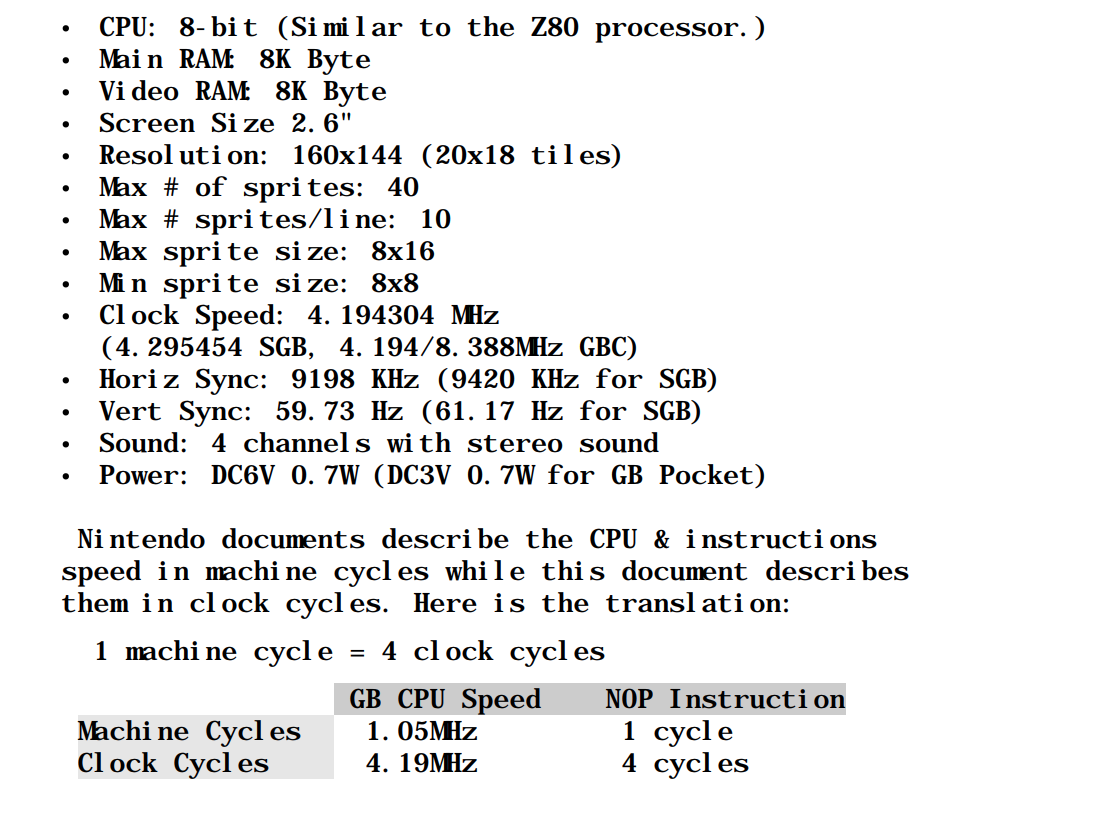 • CPU: 8-bit (Similar to the Z80 processor.)
• Main RAM: 8K Byte
• Video RAM: 8K Byte
• Screen Size 2.6"
• Resolution: 160x144 (20x18 tiles)
• Max # of sprites: 40
• Max # sprites/line: 10
• Max sprite size: 8x16
• Min sprite size: 8x8
• Clock Speed: 4.194304 MHz
(4.295454 SGB, 4.194/8.388MHz GBC)
• Horiz Sync: 9198 KHz (9420 KHz for SGB)
• Vert Sync: 59.73 Hz (61.17 Hz for SGB)
• Sound: 4 channels with stereo sound
• Power: DC6V 0.7W (DC3V 0.7W for GB Pocket)
Nintendo documents describe the CPU & instructions
speed in machine cycles while this document describes
them in clock cycles. Here is the translation:
1 machine cycle = 4 clock cycles
GB CPU Speed NOP Instruction
Machine Cycles 1.05MHz 1 cycle
Clock Cycles 4.19MHz 4 cycles